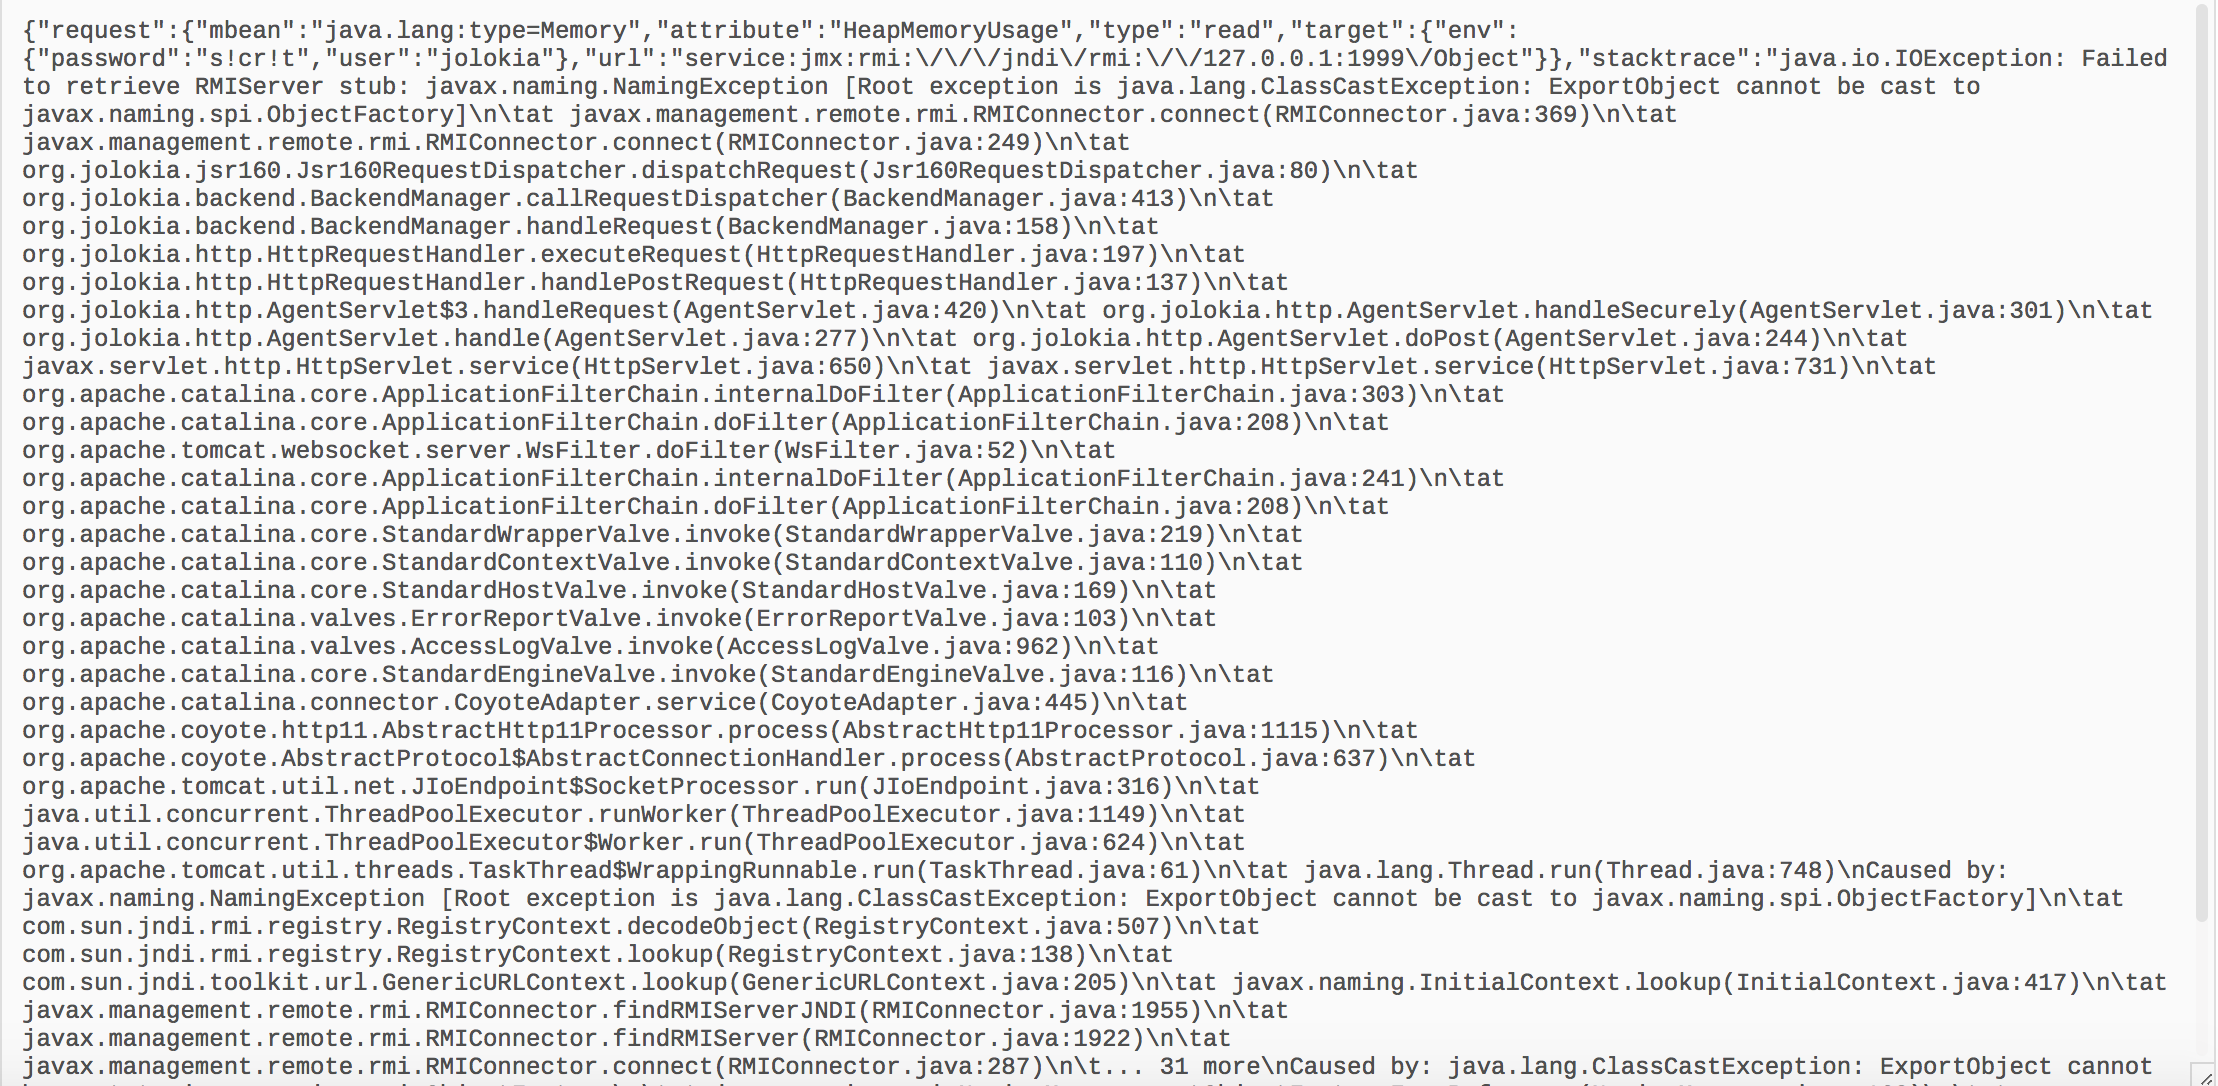 {"request":{"mbean":"java.lang:type=Memory","attribute":"HeapMemoryUsage","type":"read","target":{"env":
{"password":"s!cr!t","user":"jolokia"},"url":"service:jmx:rmi:\/\/\/jndi\/rmi:\/\/127.0.0.1:1999\/Object"}},"stacktrace":"java.io.IOException: Failed
to retrieve RMIServer stub: javax.naming.NamingException [Root exception is java.lang.ClassCastException: ExportObject cannot be cast to
javax.naming.spi.ObjectFactory]\n\tat javax.management.remote.rmi.RMIConnector.connect(RMIConnector.java:369)\n\tat
javax.management.remote.rmi.RMIConnector.connect(RMIConnector.java:249)\n\tat
org.jolokia.jsr160.Jsr160RequestDispatcher.dispatchRequest(Jsr160RequestDispatcher.java:80)\n\tat
org.jolokia.backend.BackendManager.callRequestDispatcher(BackendManager.java:413)\n\tat
org.jolokia.backend.BackendManager.handleRequest(BackendManager.java:158)\n\tat
org.jolokia.http.HttpRequestHandler.executeRequest(HttpRequestHandler.java:197)\n\tat
org.jolokia.http.HttpRequestHandler.handlePostRequest(HttpRequestHandler.java:137)\n\tat
org.jolokia.http.AgentServlet$3.handleRequest(AgentServlet.java:420)\n\tat org.jolokia.http.AgentServlet.handleSecurely(AgentServlet.java:301)\n\tat
org.jolokia.http.AgentServlet.handle(AgentServlet.java:277)\n\tat org.jolokia.http.AgentServlet.doPost(AgentServlet.java:244)\n\tat
javax.servlet.http.HttpServlet.service(HttpServlet.java:650)\n\tat javax.servlet.http.HttpServlet.service(HttpServlet.java:731)\n\tat
org.apache.catalina.core.ApplicationFilterChain.internalDoFilter(ApplicationFilterChain.java:303)\n\tat
org.apache.catalina.core.ApplicationFilterChain.doFilter(ApplicationFilterChain.java:208)\n\tat
org.apache.tomcat.websocket.server.WsFilter.doFilter(WsFilter.java:52)\n\tat
org.apache.catalina.core.ApplicationFilterChain.internalDoFilter(ApplicationFilterChain.java:241)\n\tat
org.apache.catalina.core.ApplicationFilterChain.doFilter(ApplicationFilterChain.java:208)\n\tat
org.apache.catalina.core.StandardWrapperValve.invoke(StandardWrapperValve.java:219)\n\tat
org.apache.catalina.core.StandardContextValve.invoke(StandardContextValve.java:110)\n\tat
org.apache.catalina.core.StandardHostValve.invoke(StandardHostValve.java:169)\n\tat
org.apache.catalina.valves.ErrorReportValve.invoke(ErrorReportValve.java:103)\n\tat
org.apache.catalina.valves.AccessLogValve.invoke(AccessLogValve.java:962)\n\tat
org.apache.catalina.core.StandardEngineValve.invoke(StandardEngineValve.java:116)\n\tat
org.apache.catalina.connector.CoyoteAdapter.service(CoyoteAdapter.java:445)\n\tat
org.apache.coyote.http11.AbstractHttp11Processor.process(AbstractHttp11Processor.java:1115)\n\tat
org.apache.coyote.AbstractProtocol$AbstractConnectionHandler.process(AbstractProtocol.java:637)\n\tat
org.apache.tomcat.util.net.JIoEndpoint$SocketProcessor.run(JIoEndpoint.java:316)\n\tat
java.util.concurrent.ThreadPoolExecutor.runWorker(ThreadPoolExecutor.java:1149)\n\tat
java.util.concurrent.ThreadPoolExecutor$Worker.run(ThreadPoolExecutor.java:624)\n\tat
org.apache.tomcat.util.threads.TaskThread$WrappingRunnable.run(TaskThread.java:61)\n\tat java.lang.Thread.run(Thread.java:748)\nCaused by:
javax.naming.NamingException [Root exception is java.lang.ClassCastException: ExportObject cannot be cast to javax.naming.spi.ObjectFactory]\n\tat
com.sun.jndi.rmi.registry.RegistryContext.decodeObject(RegistryContext.java:507)\n\tat
com.sun.jndi.rmi.registry.RegistryContext.lookup(RegistryContext.java:138)\n\tat
com.sun.jndi.toolkit.url.GenericURLContext.lookup(GenericURLContext.java:205)\n\tat javax.naming.InitialContext.lookup(InitialContext.java:417)\n\tat
javax.management.remote.rmi.RMIConnector.findRMIServerJNDI(RMIConnector.java:1955)\n\tat
javax.management.remote.rmi.RMIConnector.findRMIServer(RMIConnector.java:1922)\n\tat
javax.management.remote.rmi.RMIConnector.connect(RMIConnector.java:287)\n\t... 31 more\nCaused by: java.lang.ClassCastException: ExportObject cannot